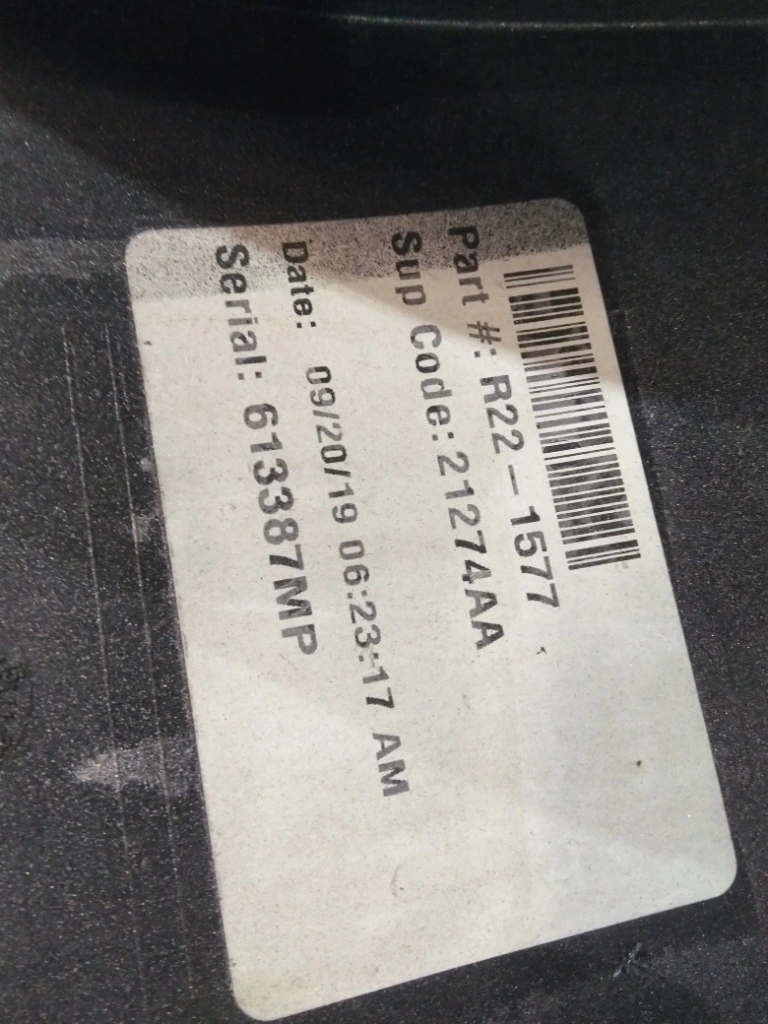 Part #: R22-1577
Sup Code: 21274AA
Date: 09/20/19 06:23:17 AM
Serial: 613387MP